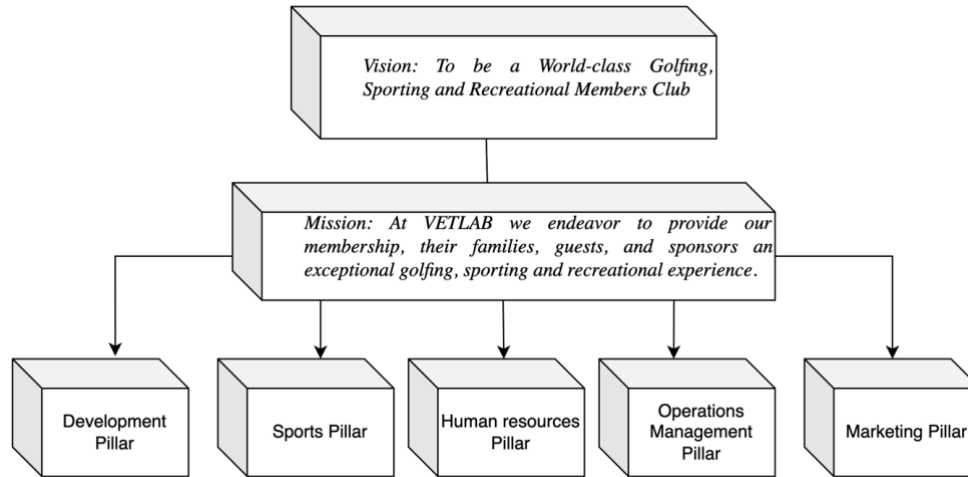 Vision: To be a World-class Golfing,
Sporting and Recreational Members Club
Mission: At VETLAB we endeavor to provide our
membership, their families, guests, and sponsors an
exceptional golfing, sporting and recreational experience.
Development
Pillar
Sports Pillar
Human resources
Pillar
Operations
Management
Pillar
Marketing Pillar